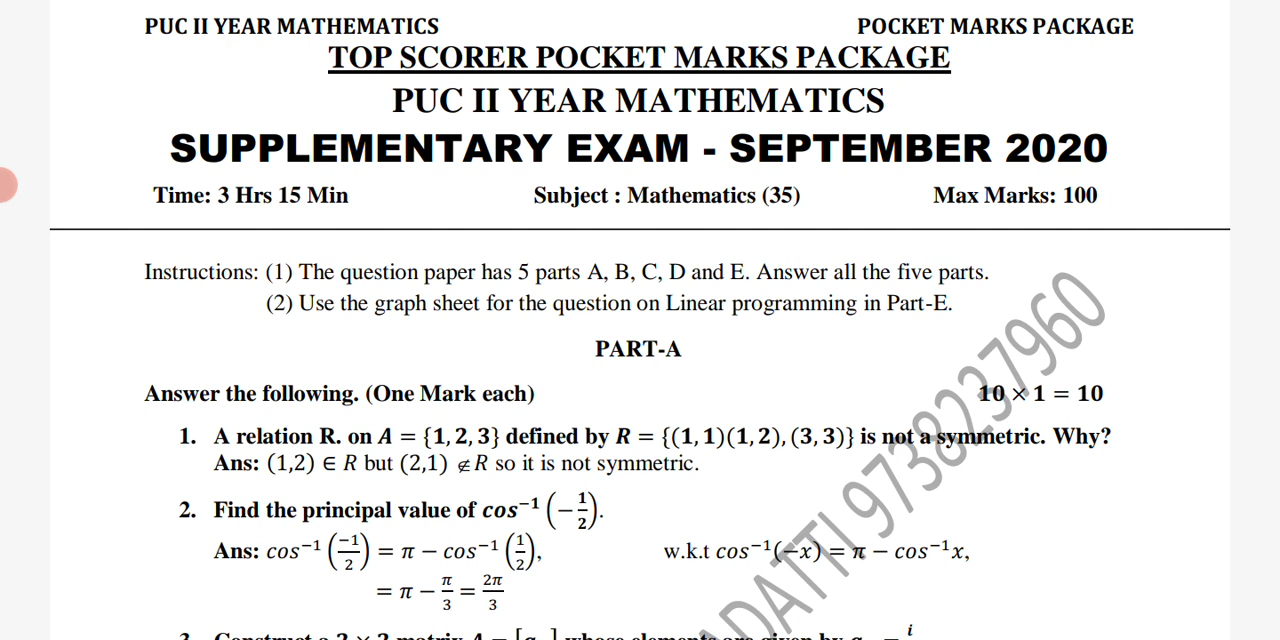 PUC II YEAR MATHEMATICS POCKET MARKS PACKAGE
TOP SCORER POCKET MARKS PACKAGE
PUC II YEAR MATHEMATICS
SUPPLEMENTARY EXAM - SEPTEMBER 2020
Time: 3 Hrs 15 Min Subject : Mathematics (35) Max Marks: 100
Instructions: (1) The question paper has 5 parts A, B, C, D and E. Answer all the five parts.
(2) Use the graph sheet for the question on Linear programming in Part-E.
PART-A
Answer the following. (One Mark each) 10 × 1 = 10
1. A relation R. on A = {1, 2, 3} defined by R = {(1, 1)(1, 2), (3, 3)} is not a symmetric. Why?
Ans: (1,2) ∈ R but (2,1) ∉ R so it is not symmetric.
2. Find the principal value of cos⁻¹(−1/2).
Ans: cos⁻¹(−1/2) = π − cos⁻¹(1/2), w.k.t cos⁻¹(−x) = π − cos⁻¹x,
= π − π/3 = 2π/3
ADATTI 9738237960